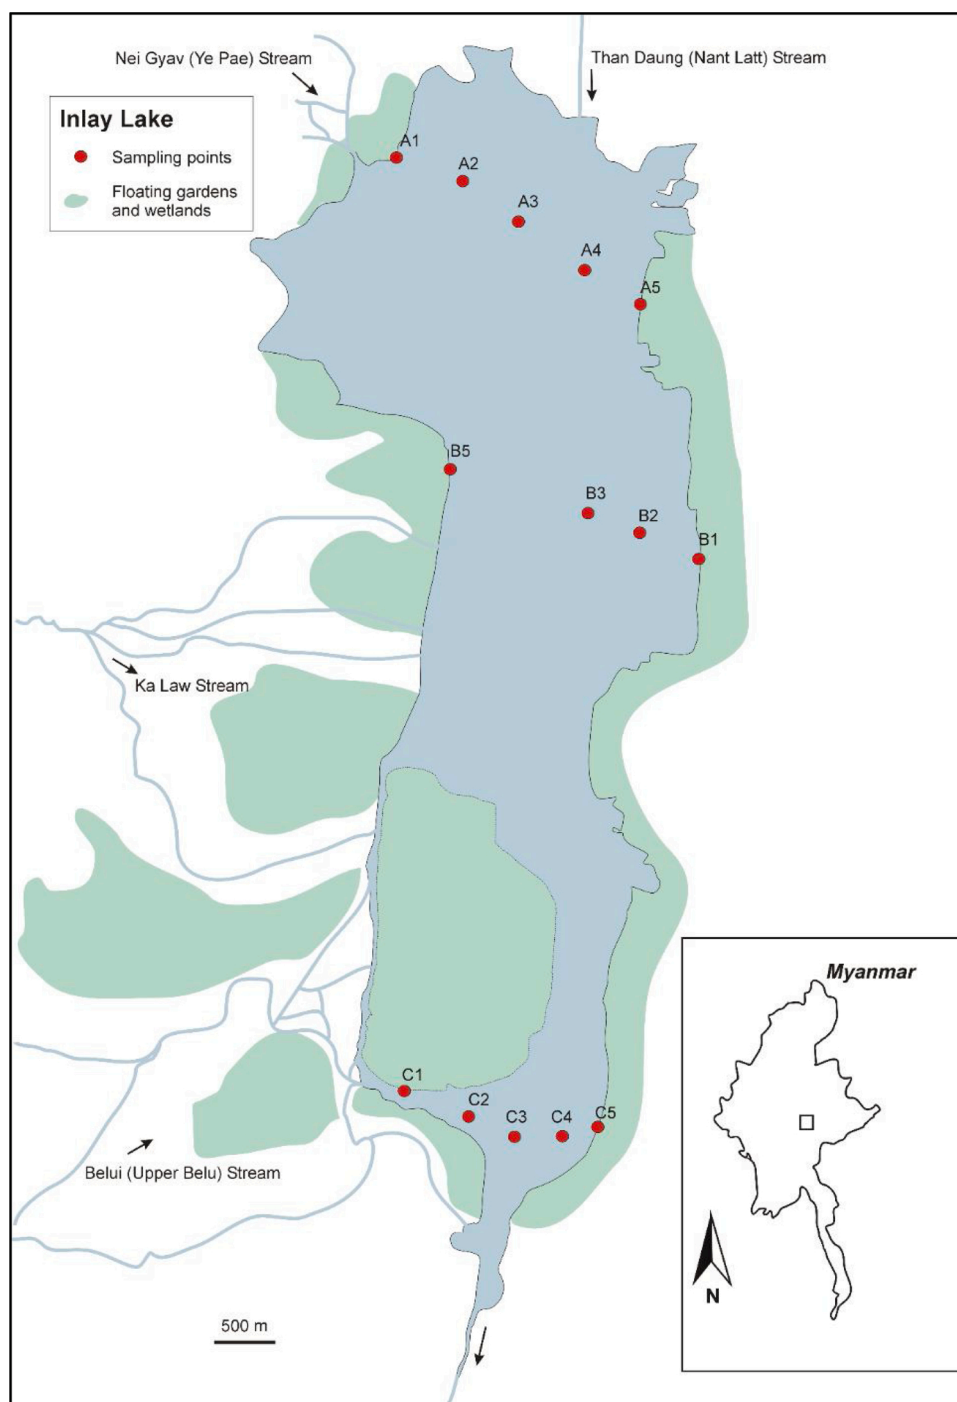 Nei Gyav (Ye Pae) Stream
Than Daung (Nant Latt) Stream
Inlay Lake
Sampling points
Floating gardens
and wetlands
A1
A2
A3
A4
A5
B5
B3
B2
B1
Ka Law Stream
Myanmar
C1
C2
C3
C4
C5
Belui (Upper Belu) Stream
N
500 m